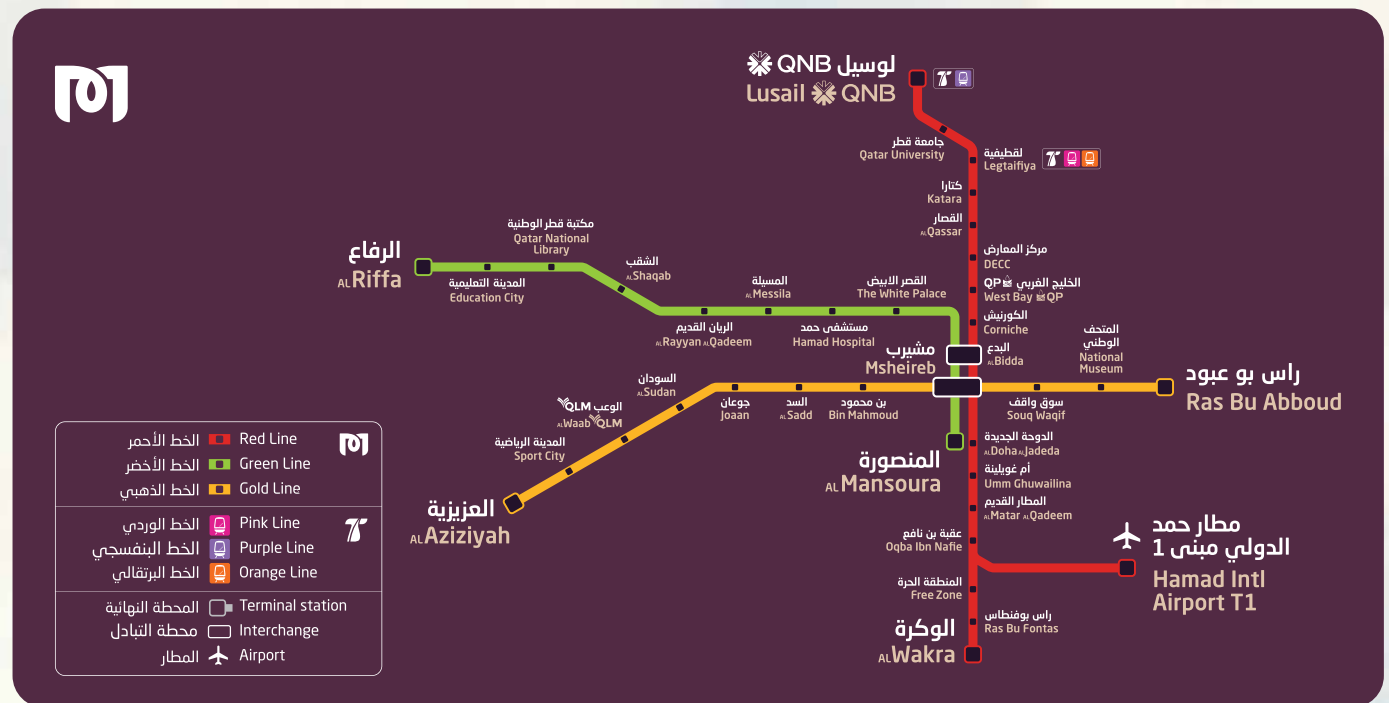 لوسيل QNB
Lusail QNB
جامعة قطر
Qatar University
لقطيفية
Legtaifiya
كتارا
Katara
القصار
AL Qassar
مركز المعارض
DECC
الخليج الغربي QP
West Bay QP
الكورنيش
Corniche
البدع
AL Bidda
الرفاع
AL Riffa
المدينة التعليمية
Education City
مكتبة قطر الوطنية
Qatar National
Library
الشقب
AL Shaqab
الريان القديم
AL Rayyan AL Qadeem
المسيلة
AL Messila
مستشفى حمد
Hamad Hospital
القصر الابيض
The White Palace
مشيرب
Msheireb
المتحف
الوطني
National
Museum
راس بو عبود
Ras Bu Abboud
سوق واقف
Souq Waqif
بن محمود
Bin Mahmoud
السد
AL Sadd
جوعان
Joaan
السودان
AL Sudan
الوعب QLM
AL Waab QLM
المدينة الرياضية
Sport City
العزيزية
AL Aziziyah
المنصورة
AL Mansoura
الدوحة الجديدة
AL Doha AL Jadeda
أم غويلينة
Umm Ghuwailina
المطار القديم
AL Matar AL Qadeem
عقبة بن نافع
Oqba Ibn Nafie
مطار حمد
الدولي مبنى 1
Hamad Intl
Airport T1
المنطقة الحرة
Free Zone
راس بوفنطاس
Ras Bu Fontas
الوكرة
AL Wakra
الخط الأحمر Red Line
الخط الأخضر Green Line
الخط الذهبي Gold Line
الخط الوردي Pink Line
الخط البنفسجي Purple Line
الخط البرتقالي Orange Line
المحطة النهائية Terminal station
محطة التبادل Interchange
المطار Airport